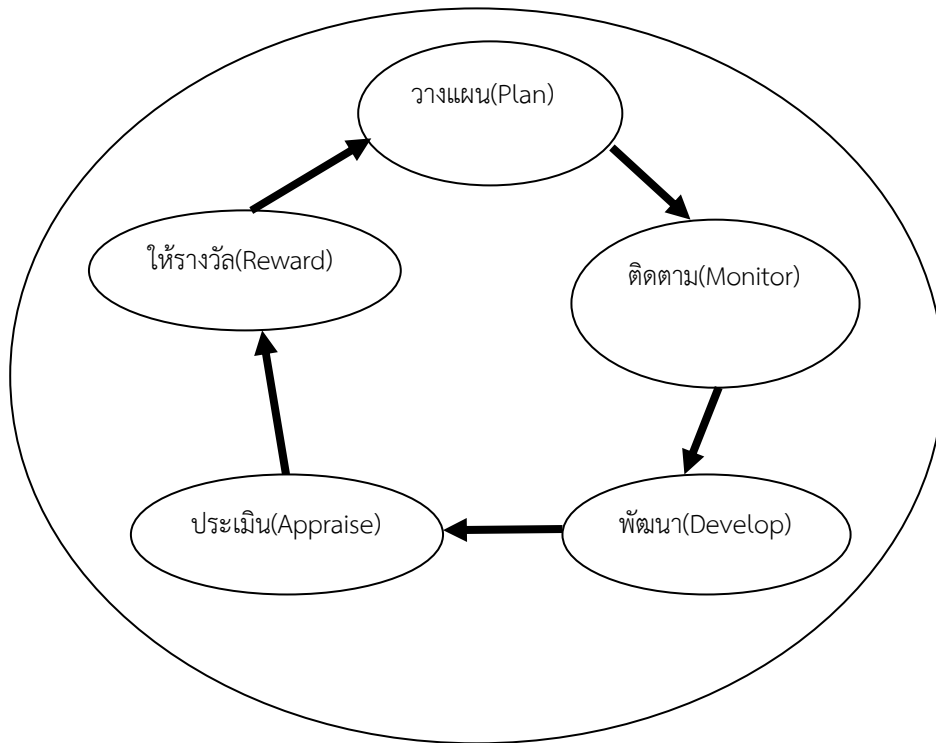 วางแผน(Plan)
ติดตาม(Monitor)
พัฒนา(Develop)
ประเมิน(Appraise)
ให้รางวัล(Reward)